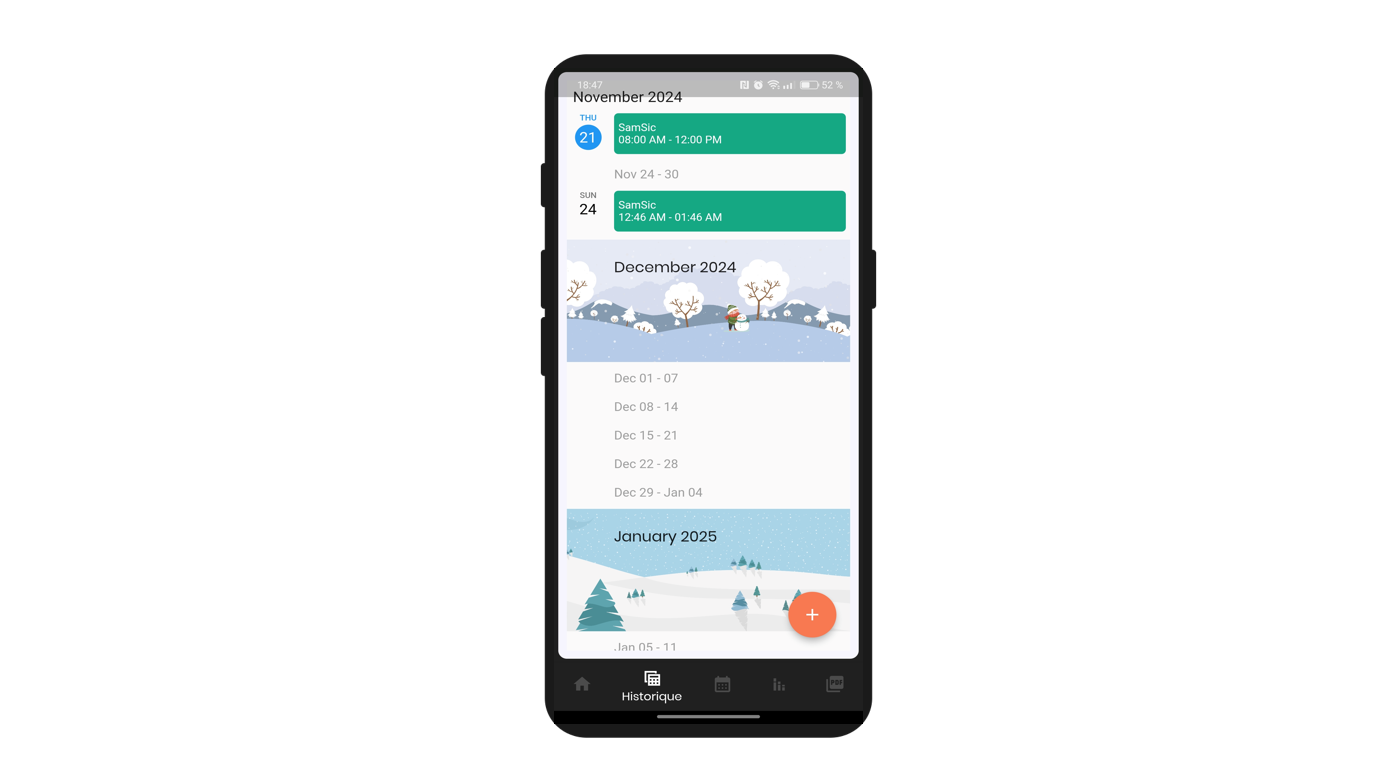 18:47
52 %
November 2024
THU
21
SamSic
08:00 AM - 12:00 PM
Nov 24 - 30
SUN
24
SamSic
12:46 AM - 01:46 AM
December 2024
Dec 01 - 07
Dec 08 - 14
Dec 15 - 21
Dec 22 - 28
Dec 29 - Jan 04
January 2025
+
Jan 05 - 11
Historique
PDF